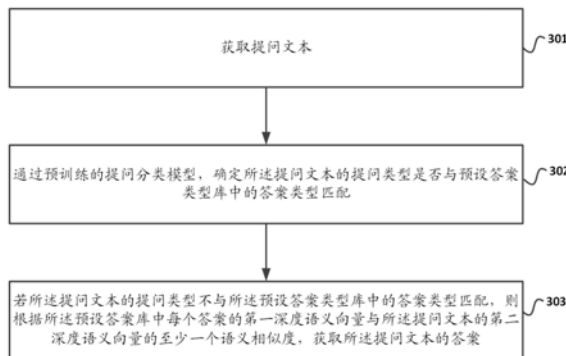 获取提问文本
301
通过预训练的提问分类模型，确定所述提问文本的提问类型是否与预设答案
类型库中的答案类型匹配
302
若所述提问文本的提问类型不与所述预设答案类型库中的答案类型匹配，则
根据所述预设答案库中每个答案的第一深度语义向量与所述提问文本的第二
深度语义向量的至少一个语义相似度，获取所述提问文本的答案
303